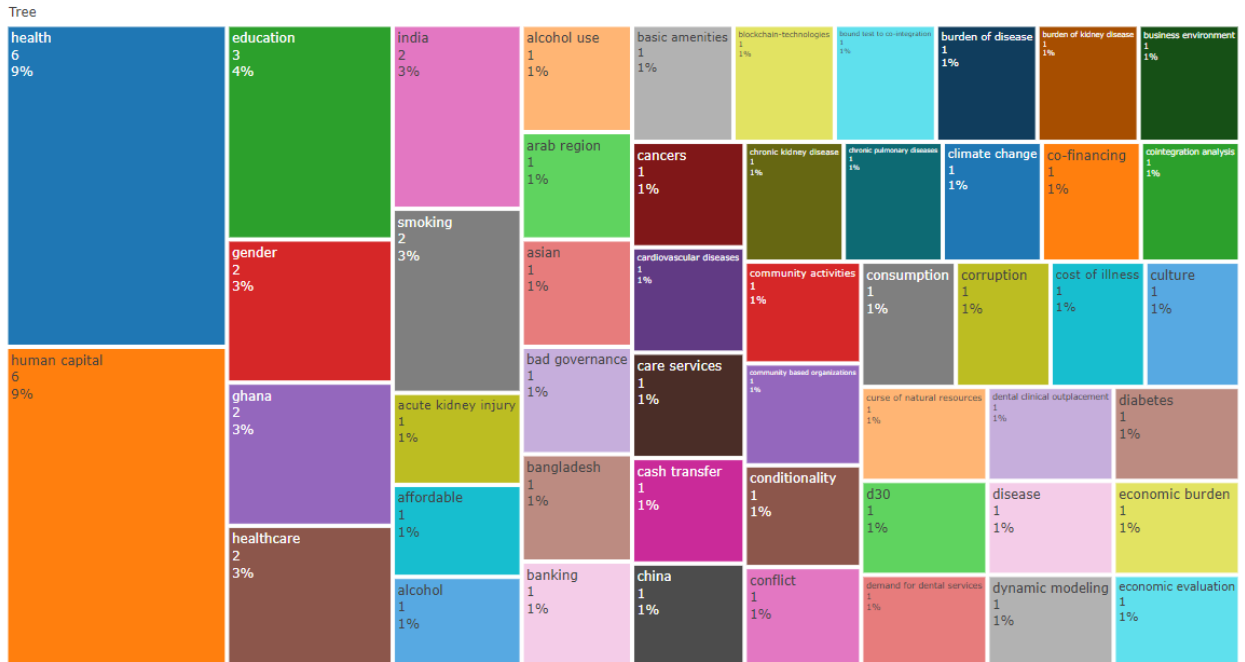 Tree
health
6
9%
human capital
6
9%
education
3
4%
gender
2
3%
ghana
2
3%
healthcare
2
3%
india
2
3%
smoking
2
3%
acute kidney injury
1
1%
affordable
1
1%
alcohol
1
1%
alcohol use
1
1%
arab region
1
1%
asian
1
1%
bad governance
1
1%
bangladesh
1
1%
banking
1
1%
basic amenities
1
1%
blockchain-technologies
1
1%
bound test to co-integration
1
1%
burden of disease
1
1%
burden of kidney disease
1
1%
business environment
1
1%
cancers
1
1%
cardiovascular diseases
1
1%
care services
1
1%
cash transfer
1
1%
china
1
1%
chronic kidney disease
1
1%
chronic pulmonary diseases
1
1%
climate change
1
1%
co-financing
1
1%
cointegration analysis
1
1%
community activities
1
1%
community based organizations
1
1%
conditionality
1
1%
conflict
1
1%
consumption
1
1%
corruption
1
1%
cost of illness
1
1%
culture
1
1%
curse of natural resources
1
1%
dental clinical outplacement
1
1%
diabetes
1
1%
d30
1
1%
disease
1
1%
economic burden
1
1%
demand for dental services
1
1%
dynamic modeling
1
1%
economic evaluation
1
1%